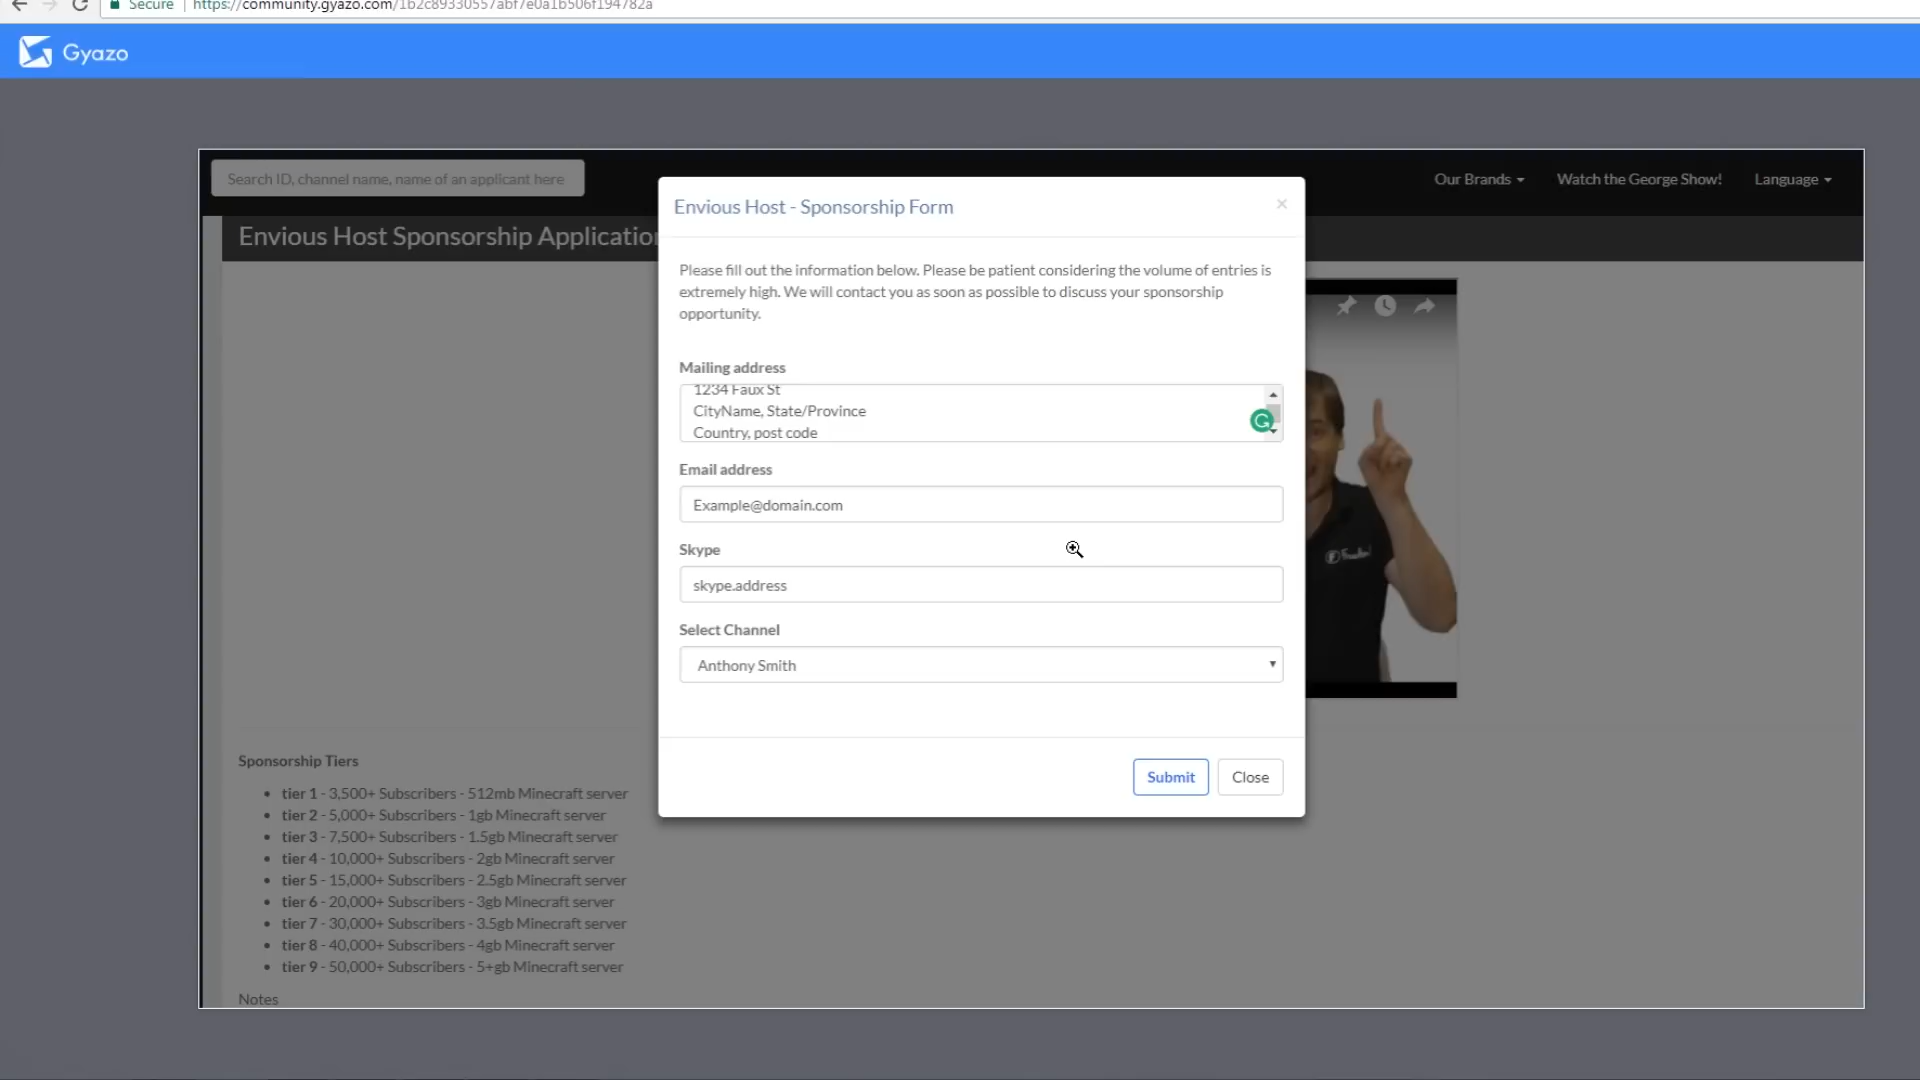 Secure https://community.gyazo.com/1b2c89330557abf7e0a1b506f194782a
Gyazo
Search ID, channel name, name of an applicant here
Our Brands
Watch the George Show!
Language
Envious Host Sponsorship Application
Envious Host - Sponsorship Form
×
Please fill out the information below. Please be patient considering the volume of entries is
extremely high. We will contact you as soon as possible to discuss your sponsorship
opportunity.
Mailing address
1234 Faux St
CityName, State/Province
Country, post code
Email address
Example@domain.com
Skype
skype.address
Select Channel
Anthony Smith
Submit
Close
Sponsorship Tiers
tier 1 - 3,500+ Subscribers - 512mb Minecraft server
tier 2 - 5,000+ Subscribers - 1gb Minecraft server
tier 3 - 7,500+ Subscribers - 1.5gb Minecraft server
tier 4 - 10,000+ Subscribers - 2gb Minecraft server
tier 5 - 15,000+ Subscribers - 2.5gb Minecraft server
tier 6 - 20,000+ Subscribers - 3gb Minecraft server
tier 7 - 30,000+ Subscribers - 3.5gb Minecraft server
tier 8 - 40,000+ Subscribers - 4gb Minecraft server
tier 9 - 50,000+ Subscribers - 5+gb Minecraft server
Notes